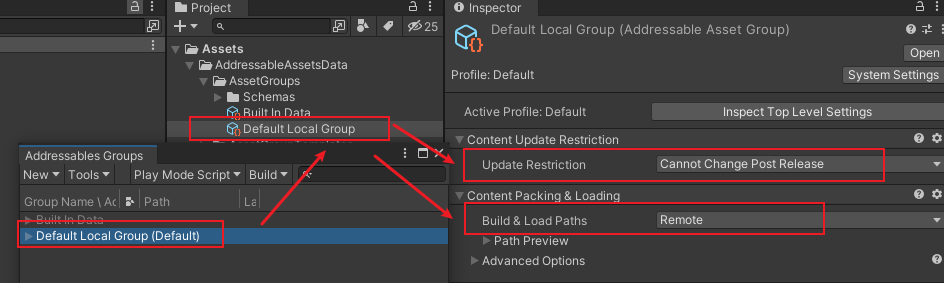 Project
25
Assets
AddressableAssetsData
AssetGroups
Schemas
Built In Data
Default Local Group
Addressables Groups
New
Tools
Play Mode Script
Build
Group Name \ Ad
Path
La
Built In Data
Default Local Group (Default)
Inspector
Default Local Group (Addressable Asset Group)
Open
Profile: Default
System Settings
Active Profile: Default
Inspect Top Level Settings
Content Update Restriction
Update Restriction
Cannot Change Post Release
Content Packing & Loading
Build & Load Paths
Remote
Path Preview
Advanced Options